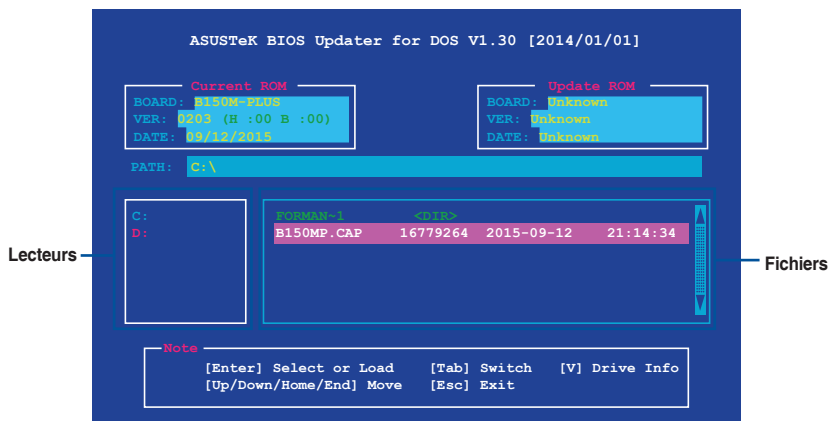 ASUSTeK BIOS Updater for DOS V1.30 [2014/01/01]
Current ROM
BOARD: B150M-PLUS
VER: 0203 (H :00 B :00)
DATE: 09/12/2015
Update ROM
BOARD: Unknown
VER: Unknown
DATE: Unknown
PATH: C:\
C:
D:
FORMAN~1 <DIR>
B150MP.CAP 16779264 2015-09-12 21:14:34
Lecteurs
Fichiers
Note
[Enter] Select or Load [Tab] Switch [V] Drive Info
[Up/Down/Home/End] Move [Esc] Exit